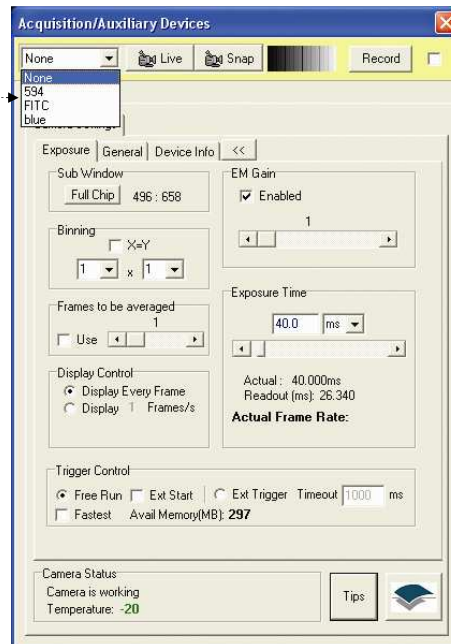 Acquisition/Auxiliary Devices
None Live Snap Record
None
594
FITC
blue
Exposure General Device Info <<
Sub Window
Full Chip 496 : 658
EM Gain
Enabled
1
Binning
X=Y
1 x 1
Frames to be averaged
1
Use
Exposure Time
40.0 ms
Actual : 40.000ms
Readout (ms): 26.340
Actual Frame Rate:
Display Control
Display Every Frame
Display 1 Frames/s
Trigger Control
Free Run Ext Start Ext Trigger Timeout 1000 ms
Fastest Avail Memory(MB): 297
Camera Status
Camera is working
Temperature: -20
Tips